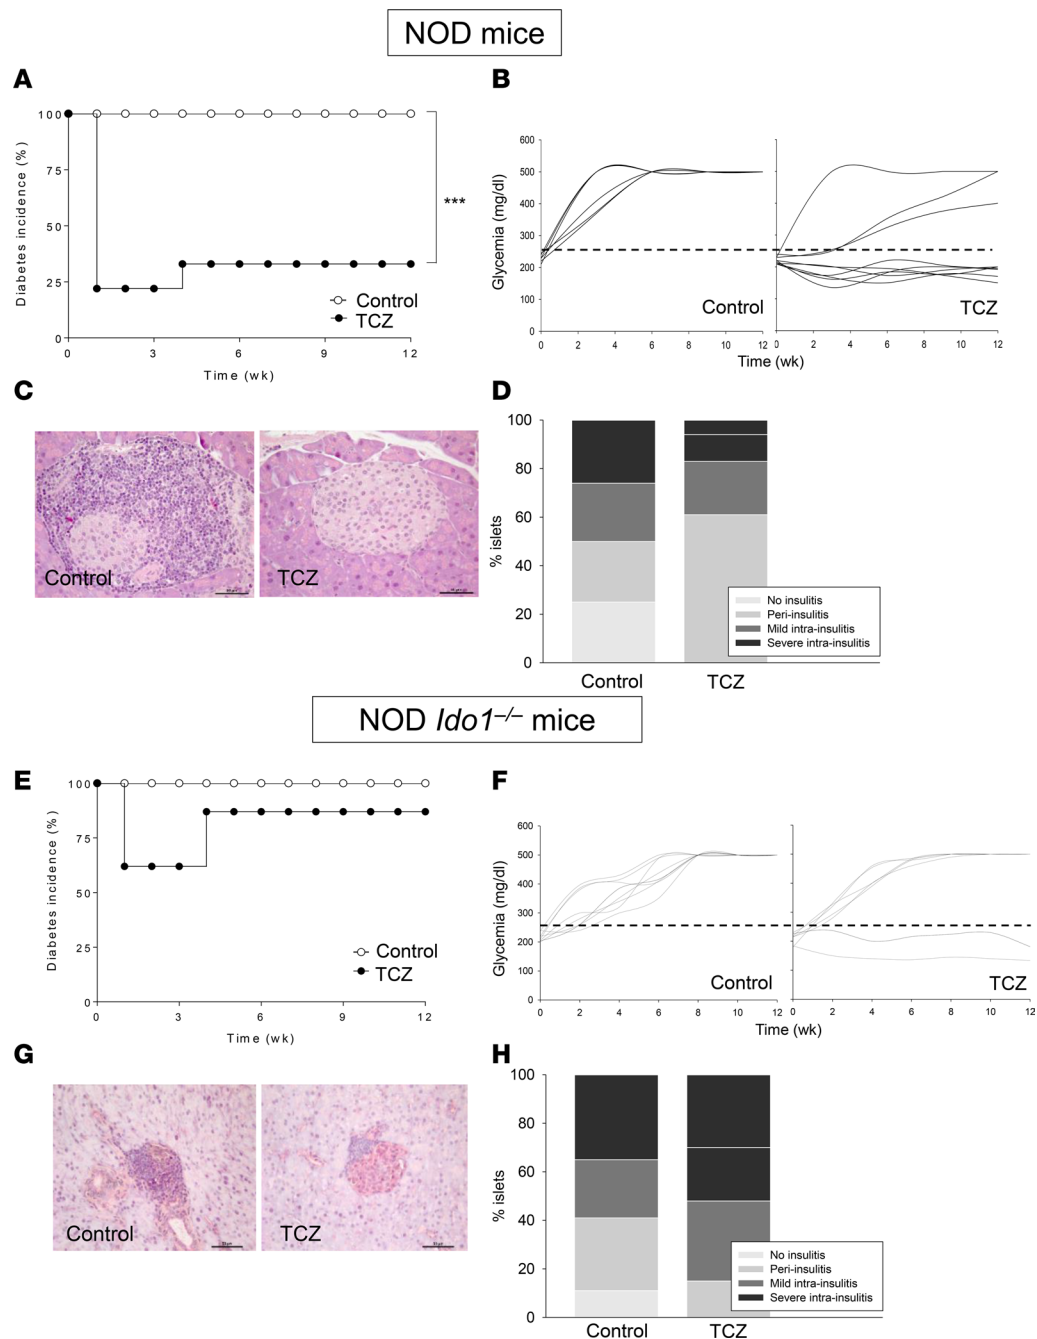 NOD mice
A
100
75
50
25
0
Diabetes incidence (%)
0 3 6 9 12
Time (wk)
Control
TCZ
***
B
600
500
400
300
200
100
0
Glycemia (mg/dl)
Control
TCZ
0 2 4 6 8 10 12
0 2 4 6 8 10 12
Time (wk)
C
Control
TCZ
D
100
80
60
40
20
0
% islets
No insulitis
Peri-insulitis
Mild intra-insulitis
Severe intra-insulitis
Control
TCZ
NOD Ido1–/– mice
E
100
75
50
25
0
Diabetes incidence (%)
0 3 6 9 12
Time (wk)
Control
TCZ
F
600
500
400
300
200
100
0
Glycemia (mg/dl)
Control
TCZ
0 2 4 6 8 10 12
0 2 4 6 8 10 12
Time (wk)
G
Control
TCZ
H
100
80
60
40
20
0
% islets
No insulitis
Peri-insulitis
Mild intra-insulitis
Severe intra-insulitis
Control
TCZ